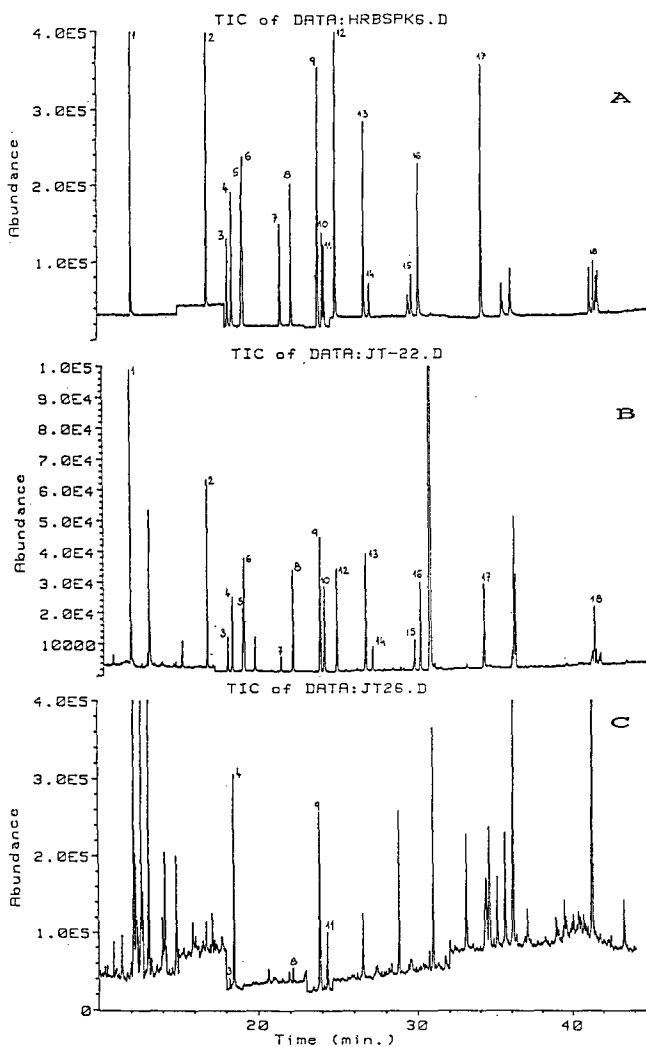 TIC of DATA:HRBSPK6.D
4.0E5
3.0E5
2.0E5
1.0E5
0
Abundance
1
2
3
4
5
6
7
8
9
10
11
12
13
14
15
16
17
18
A
TIC of DATA:JT-22.D
1.0E5
9.0E4
8.0E4
7.0E4
6.0E4
5.0E4
4.0E4
3.0E4
2.0E4
10000
0
Abundance
1
2
3
4
5
6
7
8
9
10
12
13
14
15
16
17
18
B
TIC of DATA:JT26.D
4.0E5
3.0E5
2.0E5
1.0E5
0
Abundance
3
4
8
9
11
C
20
30
40
Time (min.)